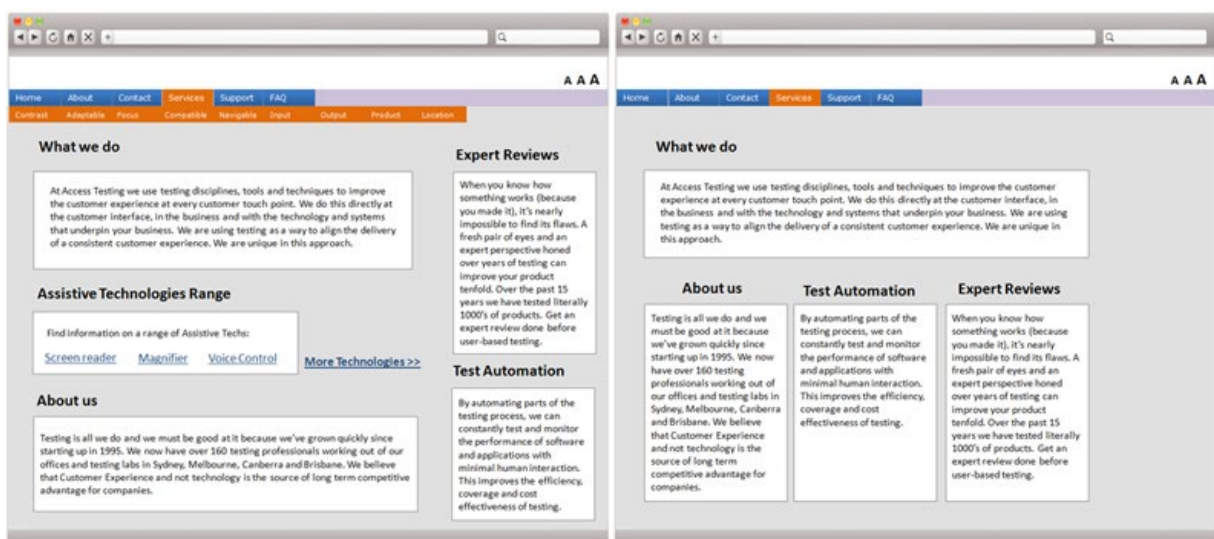 A A A
Home About Contact Services Support FAQ
Contrast Adaptable Focus Compatible Navigable Input Output Product Location
What we do
At Access Testing we use testing disciplines, tools and techniques to improve
the customer experience at every customer touch point. We do this directly at
the customer interface, in the business and with the technology and systems
that underpin your business. We are using testing as a way to align the delivery
of a consistent customer experience. We are unique in this approach.
Assistive Technologies Range
Find information on a range of Assistive Techs:
Screen reader Magnifier Voice Control
More Technologies >>
About us
Testing is all we do and we must be good at it because we've grown quickly since
starting up in 1995. We now have over 160 testing professionals working out of our
offices and testing labs in Sydney, Melbourne, Canberra and Brisbane. We believe
that Customer Experience and not technology is the source of long term competitive
advantage for companies.
Expert Reviews
When you know how
something works (because
you made it), it's nearly
impossible to find its flaws. A
fresh pair of eyes and an
expert perspective honed
over years of testing can
improve your product
tenfold. Over the past 15
years we have tested literally
1000's of products. Get an
expert review done before
user-based testing.
Test Automation
By automating parts of the
testing process, we can
constantly test and monitor
the performance of software
and applications with
minimal human interaction.
This improves the efficiency,
coverage and cost
effectiveness of testing.
A A A
Home About Contact Services Support FAQ
What we do
At Access Testing we use testing disciplines, tools and techniques to improve the customer
experience at every customer touch point. We do this directly at the customer interface, in
the business and with the technology and systems that underpin your business. We are using
testing as a way to align the delivery of a consistent customer experience. We are unique in
this approach.
About us
Testing is all we do and we
must be good at it because
we've grown quickly since
starting up in 1995. We now
have over 160 testing
professionals working out of
our offices and testing labs in
Sydney, Melbourne, Canberra
and Brisbane. We believe
that Customer Experience
and not technology is the
source of long term
competitive advantage for
companies.
Test Automation
By automating parts of the
testing process, we can
constantly test and monitor
the performance of software
and applications with
minimal human interaction.
This improves the efficiency,
coverage and cost
effectiveness of testing.
Expert Reviews
When you know how
something works (because
you made it), it's nearly
impossible to find its flaws. A
fresh pair of eyes and an
expert perspective honed
over years of testing can
improve your product
tenfold. Over the past 15
years we have tested literally
1000's of products. Get an
expert review done before
user-based testing.